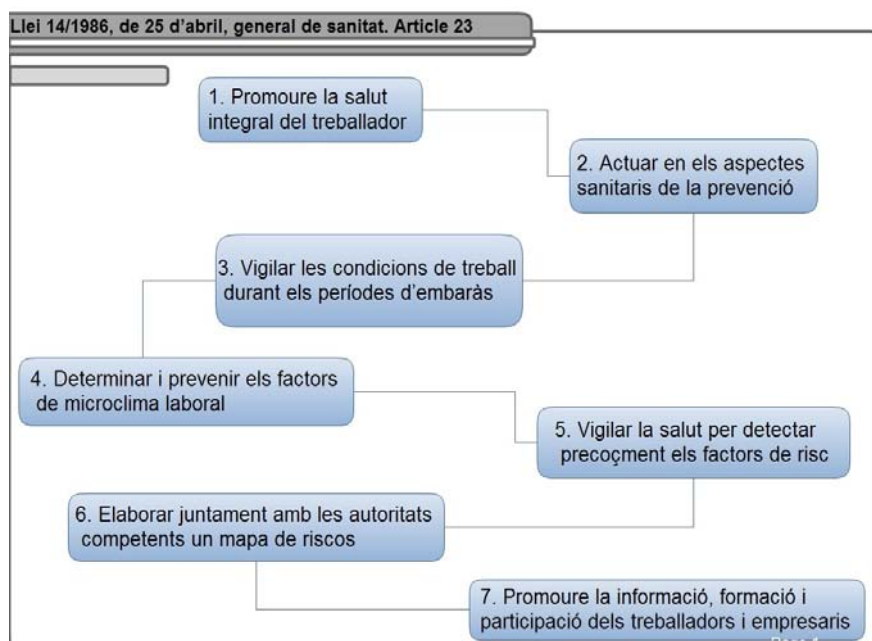 Llei 14/1986, de 25 d’abril, general de sanitat. Article 23
1. Promoure la salut
integral del treballador
2. Actuar en els aspectes
sanitaris de la prevenció
3. Vigilar les condicions de treball
durant els períodes d’embaràs
4. Determinar i prevenir els factors
de microclima laboral
5. Vigilar la salut per detectar
precoçment els factors de risc
6. Elaborar juntament amb les autoritats
competents un mapa de riscos
7. Promoure la informació, formació i
participació dels treballadors i empresaris